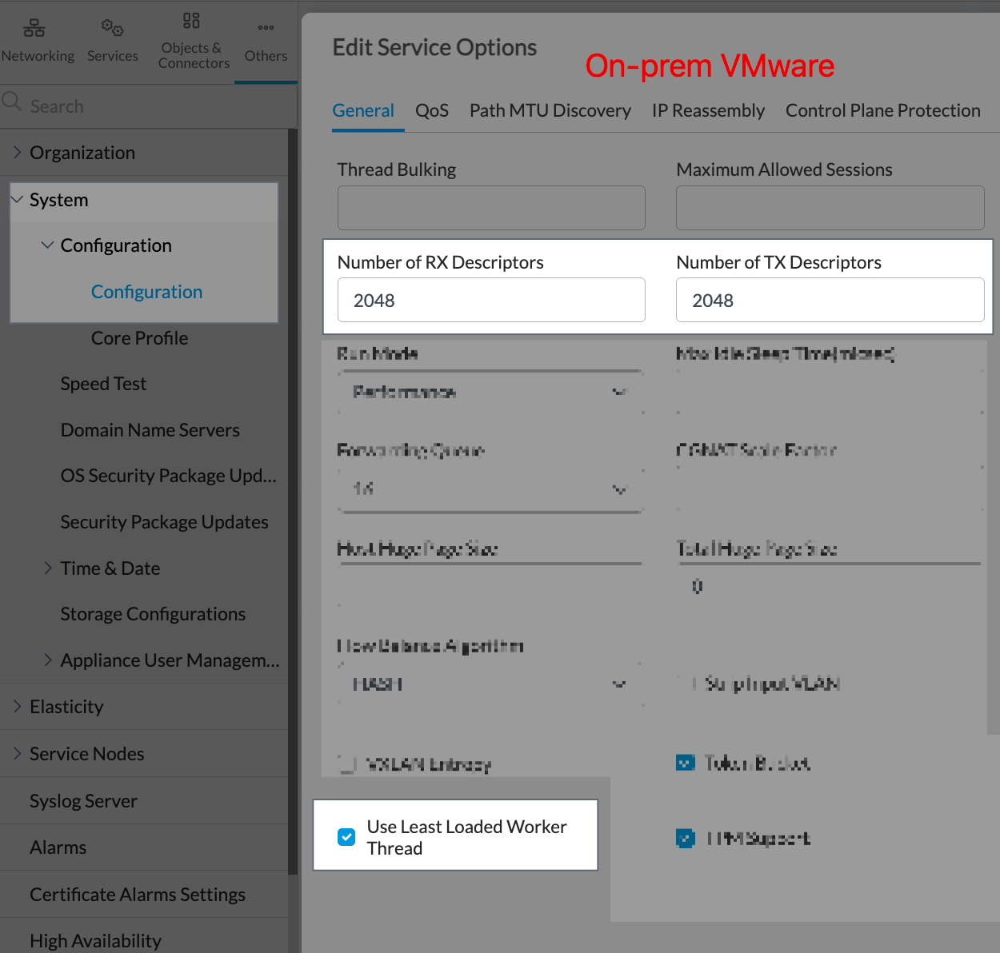 Networking
Services
Objects &
Connectors
Others
Search
Organization
System
Configuration
Configuration
Core Profile
Speed Test
Domain Name Servers
OS Security Package Upd...
Security Package Updates
Time & Date
Storage Configurations
Appliance User Managem...
Elasticity
Service Nodes
Syslog Server
Alarms
Certificate Alarms Settings
High Availability
Edit Service Options
On-prem VMware
General QoS Path MTU Discovery IP Reassembly Control Plane Protection
Thread Bulking
Maximum Allowed Sessions
Number of RX Descriptors
2048
Number of TX Descriptors
2048
Run Mode
Max Idle Sleep Time(microsec)
Performance
Forwarding Queue
CGNAT Scale Factor
16
Host Huge Page Size
Total Huge Page Size
0
Flow Balance Algorithm
HASH
Strip Input VLAN
VXLAN Entropy
Token Bucket
Use Least Loaded Worker
Thread
TPM Support